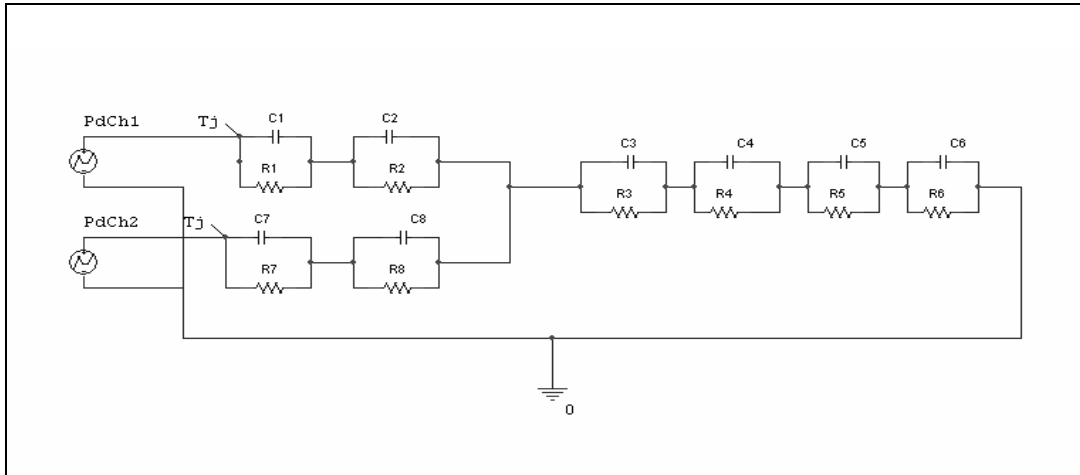 PdCh1
Tj
C1
C2
R1
R2
C3
C4
C5
C6
R3
R4
R5
R6
PdCh2
Tj
C7
C8
R7
R8
0